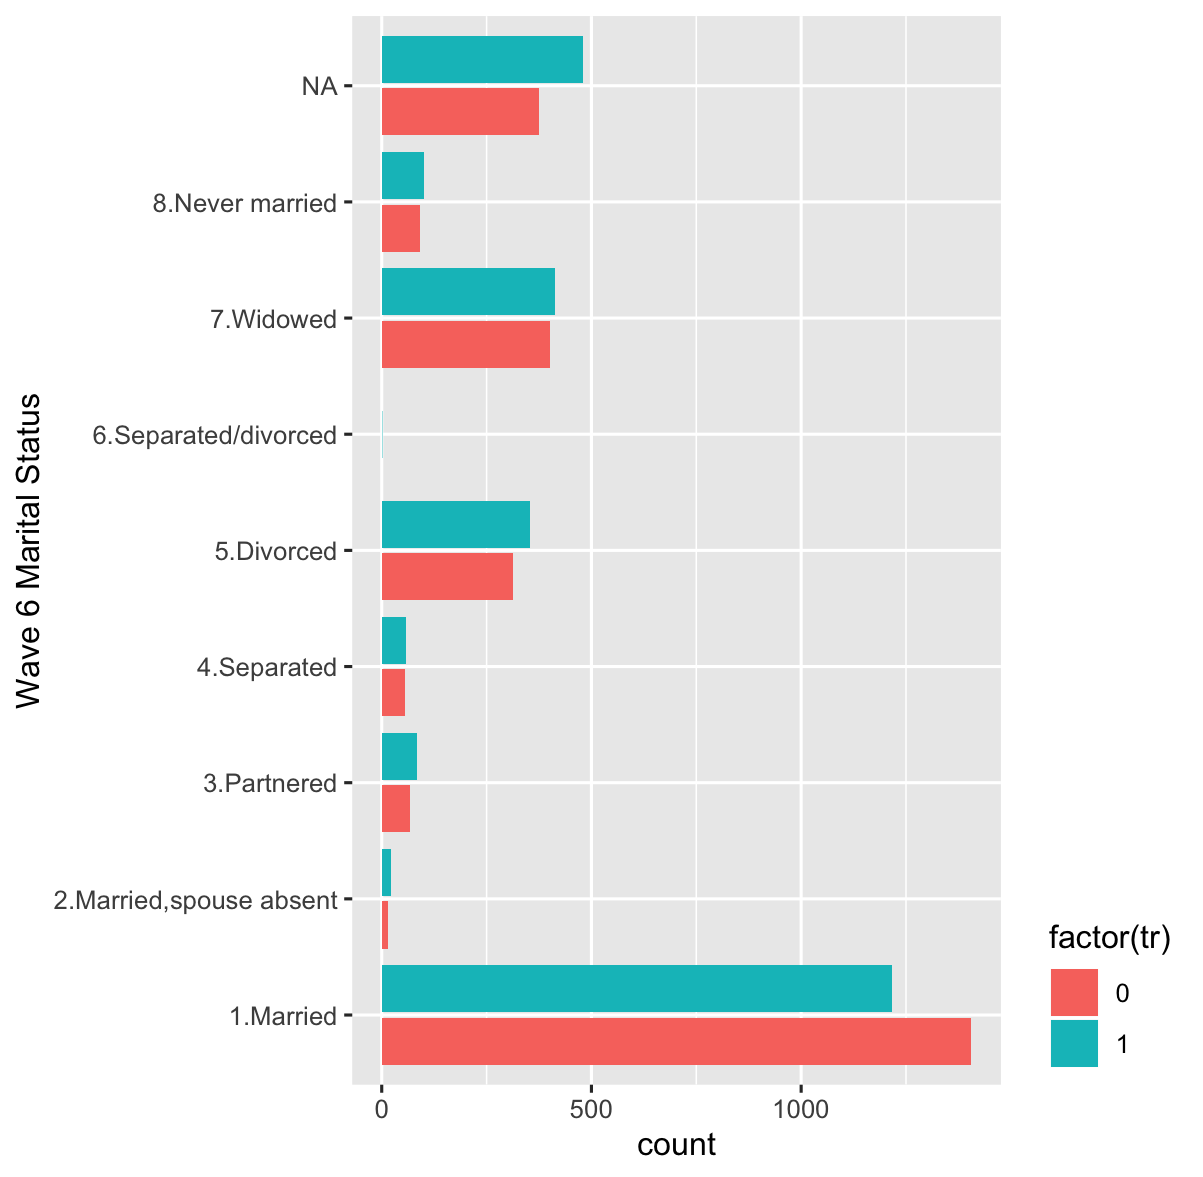 NA
8.Never married
7.Widowed
6.Separated/divorced
5.Divorced
4.Separated
3.Partnered
2.Married,spouse absent
1.Married
Wave 6 Marital Status
0 500 1000
count
factor(tr)
0
1